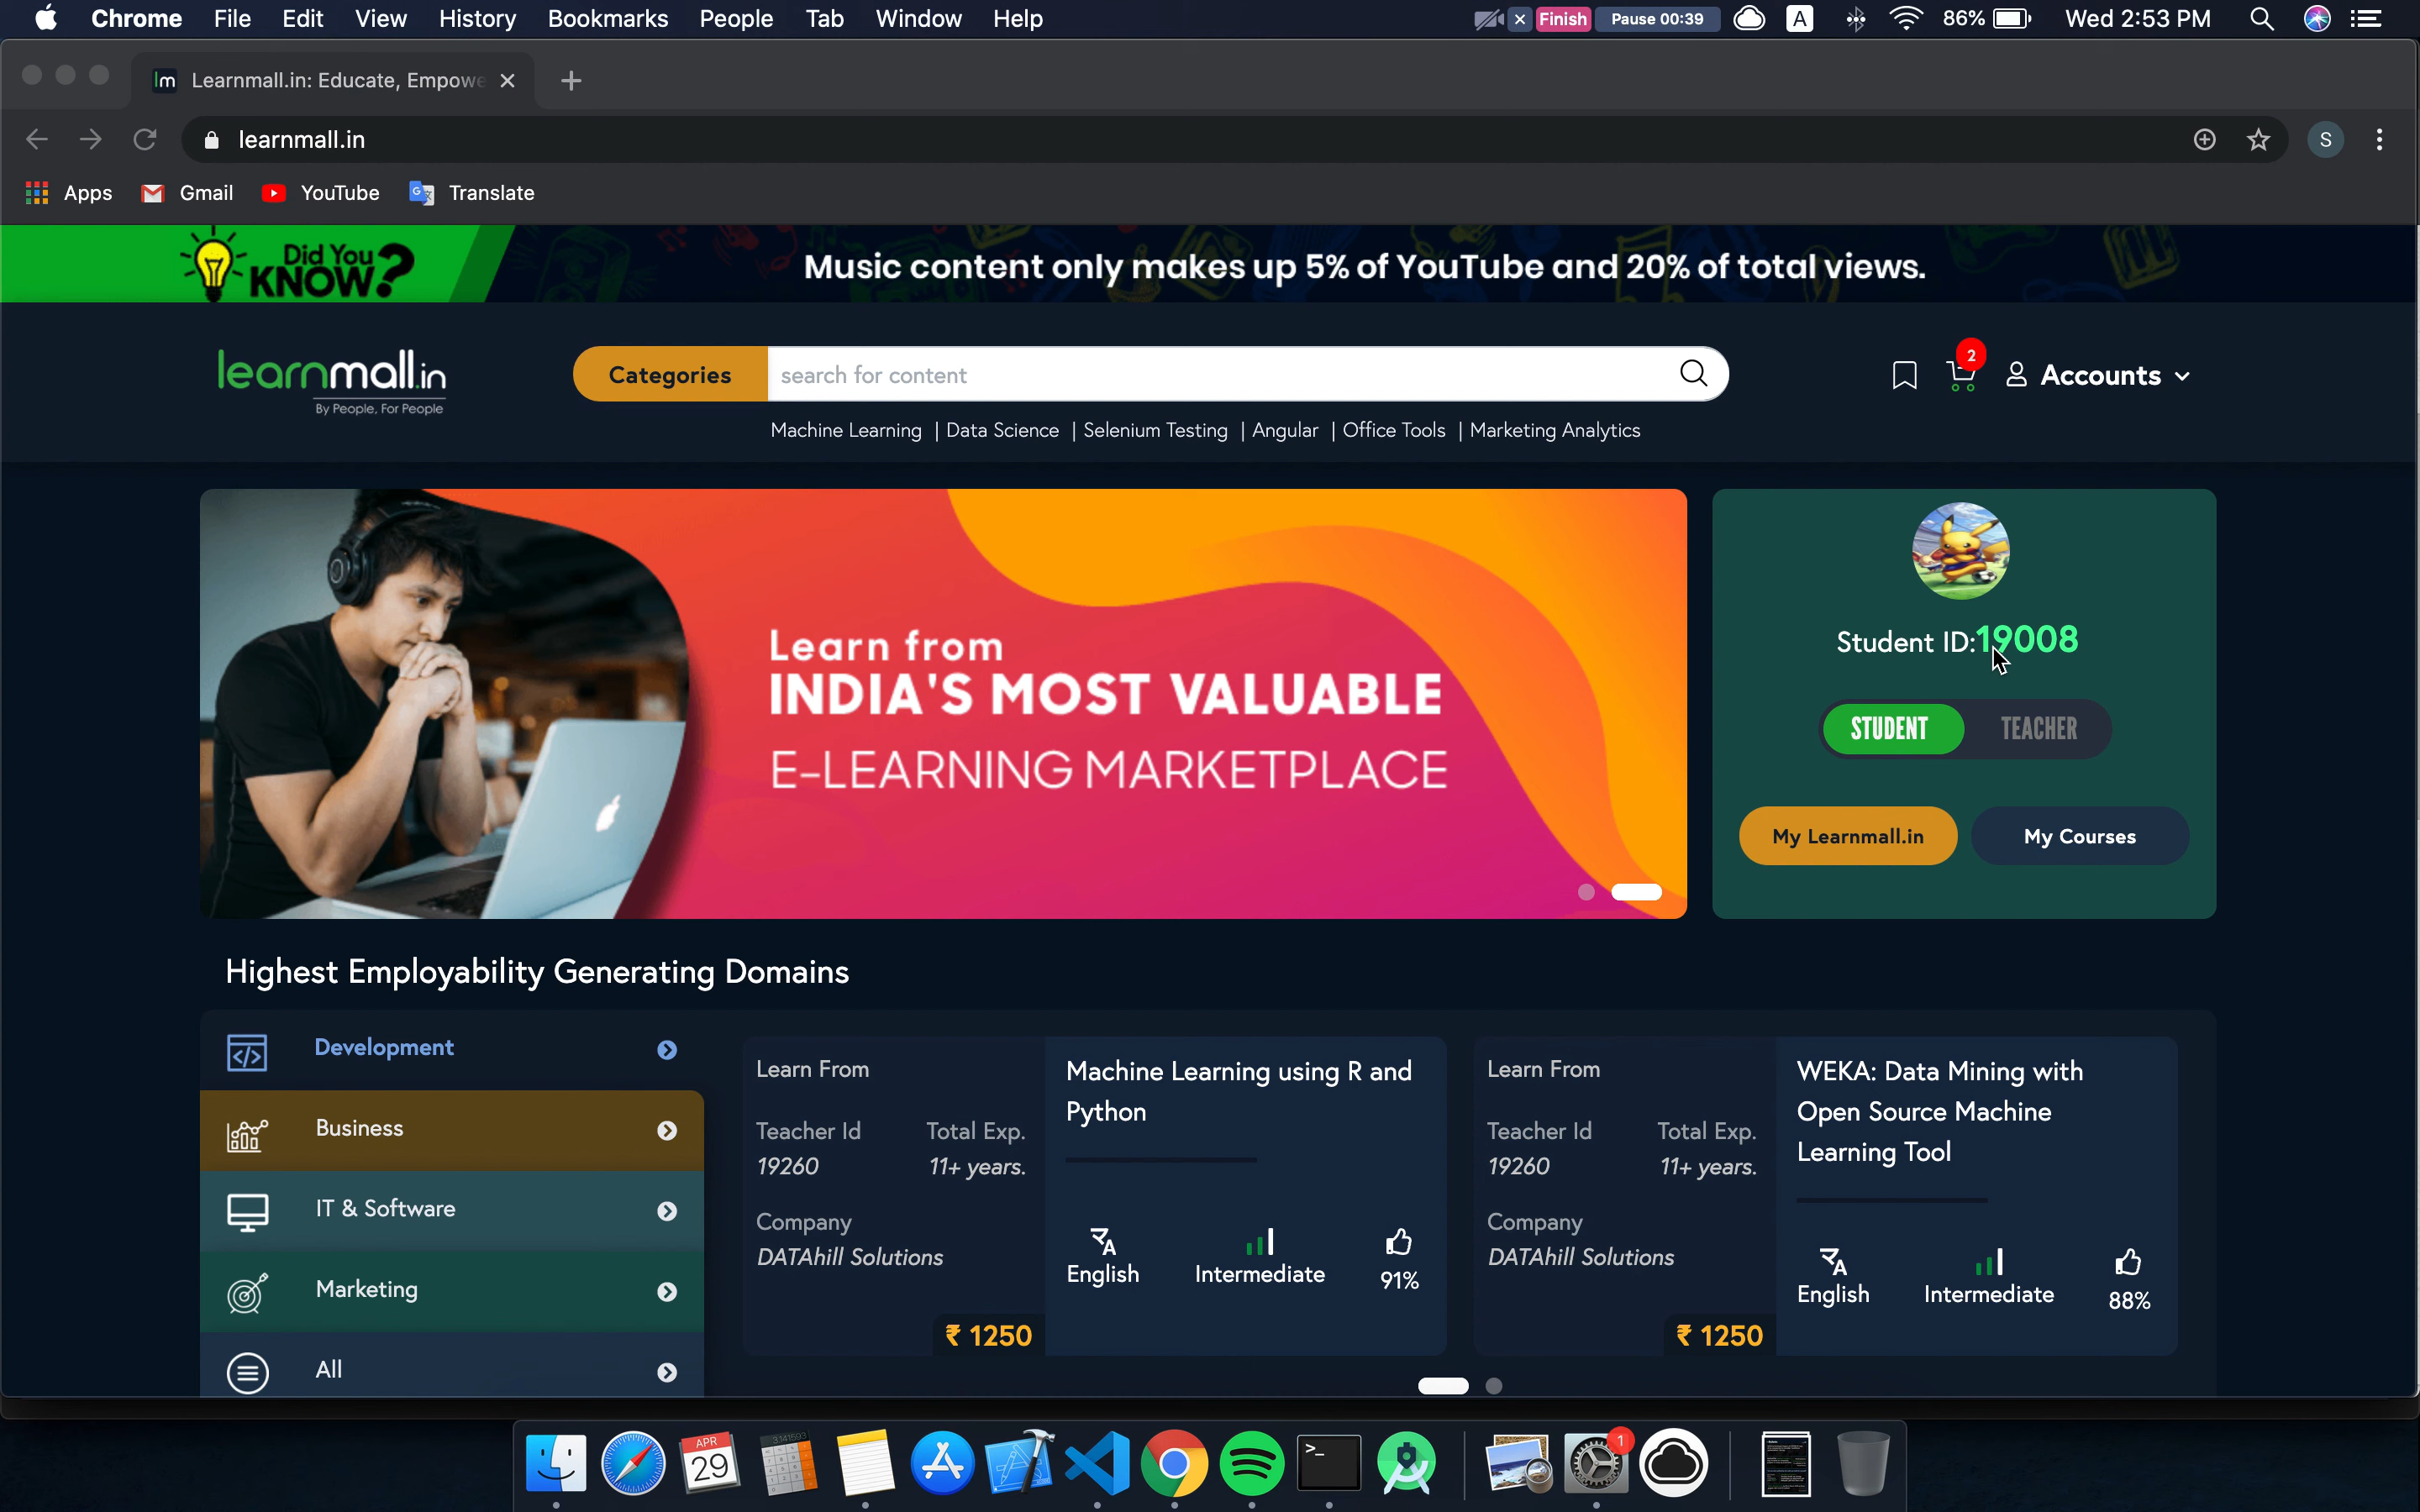 Chrome File Edit View History Bookmarks People Tab Window Help
Finish Pause 00:39 A 86% Wed 2:53 PM
lm Learnmall.in: Educate, Empowe
learnmall.in S
Apps Gmail YouTube Translate
Did You
KNOW?
Music content only makes up 5% of YouTube and 20% of total views.
learnmall.in
By People, For People
Categories search for content
2
Accounts
Machine Learning | Data Science | Selenium Testing | Angular | Office Tools | Marketing Analytics
Learn from
INDIA'S MOST VALUABLE
E-LEARNING MARKETPLACE
Student ID:19008
STUDENT TEACHER
My Learnmall.in My Courses
Highest Employability Generating Domains
Development
Business
IT & Software
Marketing
All
Learn From
Teacher Id Total Exp.
19260 11+ years.
Company
DATAhill Solutions
₹ 1250
Machine Learning using R and
Python
English Intermediate 91%
Learn From
Teacher Id Total Exp.
19260 11+ years.
Company
DATAhill Solutions
₹ 1250
WEKA: Data Mining with
Open Source Machine
Learning Tool
English Intermediate 88%
APR
29
3.141593
>_
1